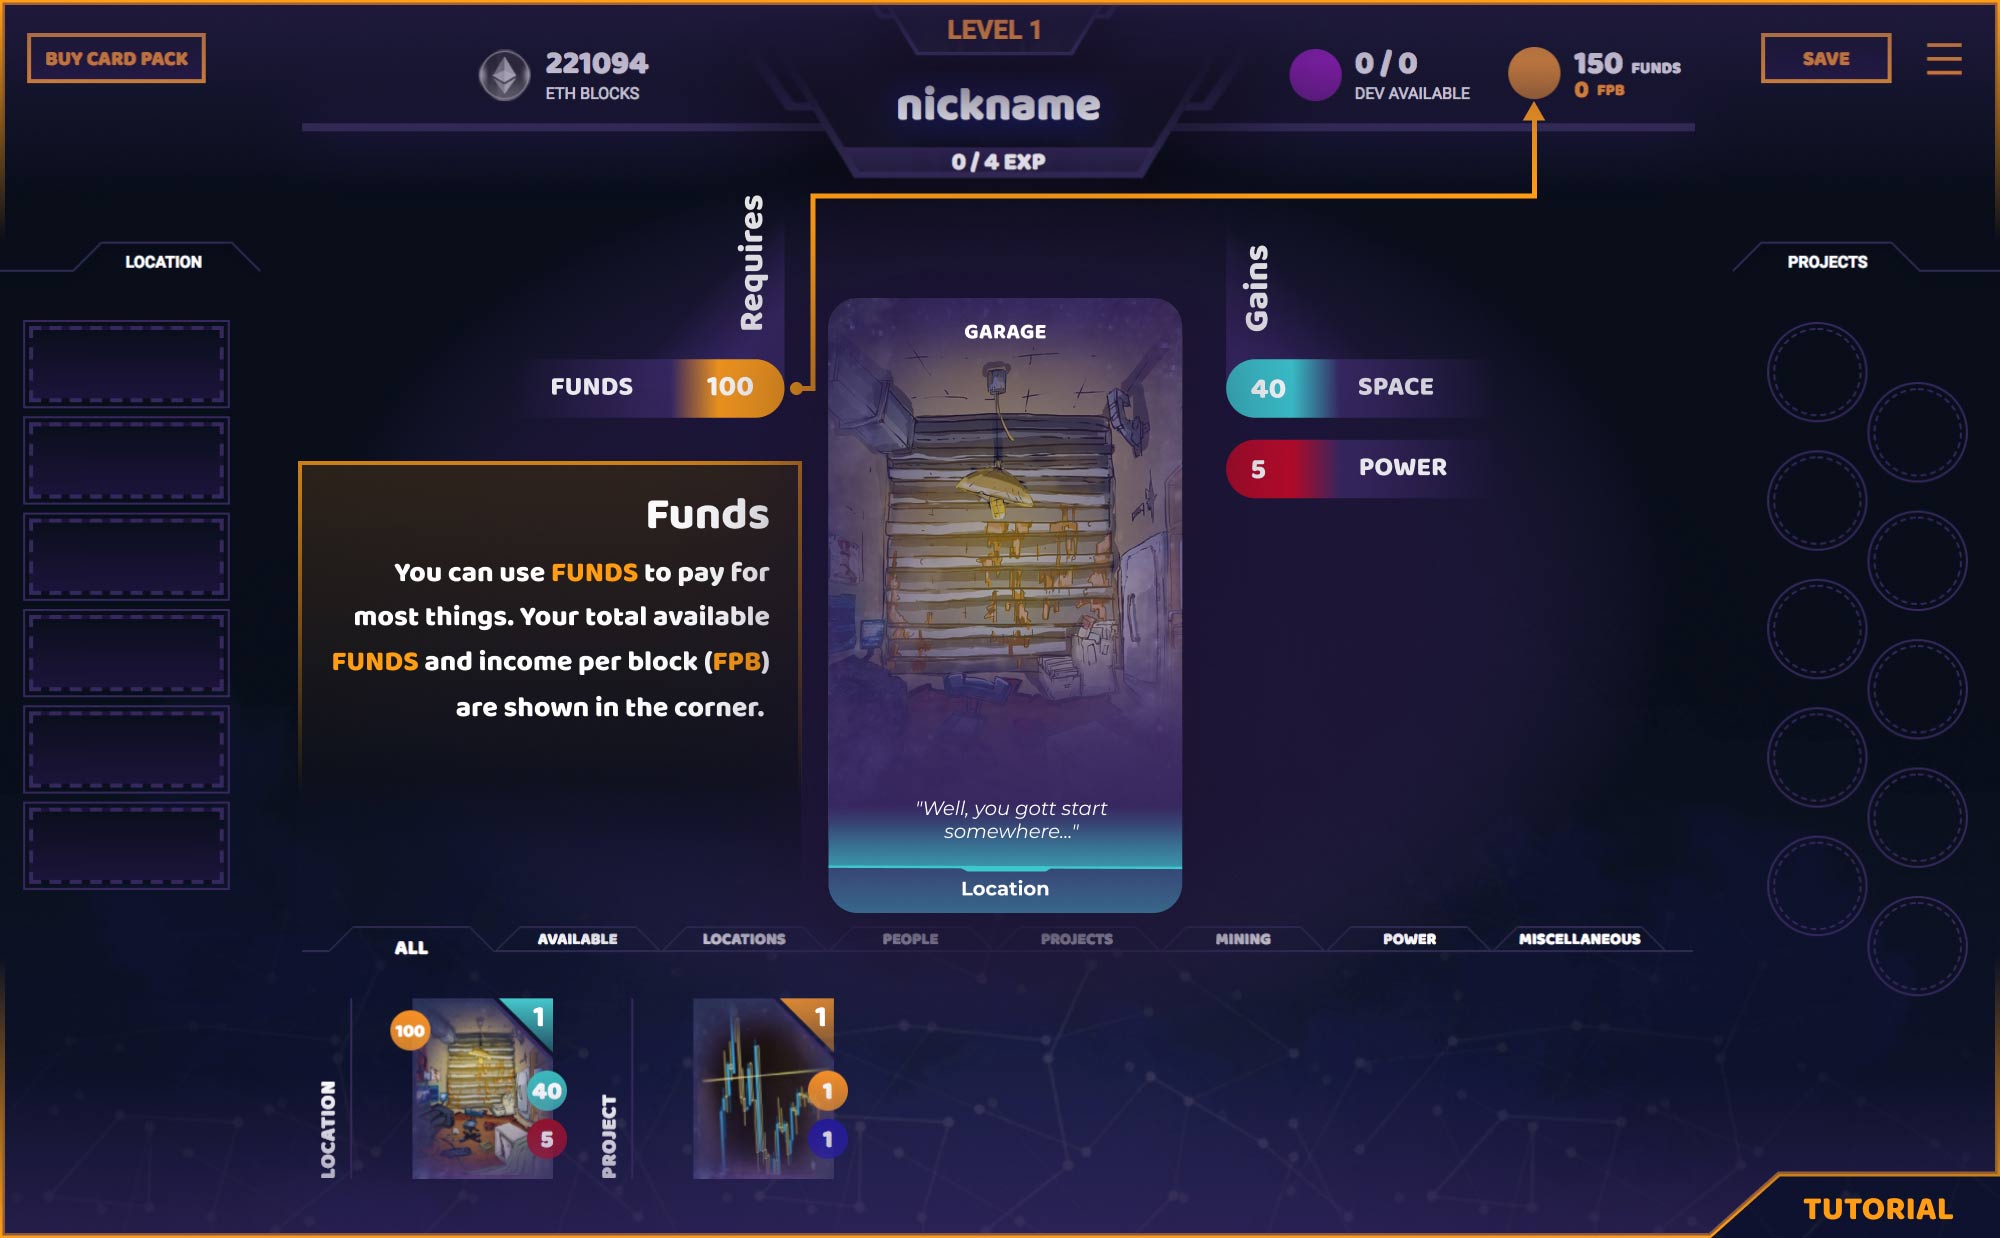 BUY CARD PACK
221094
ETH BLOCKS
LEVEL 1
nickname
0 / 4 EXP
0 / 0
DEV AVAILABLE
150 FUNDS
0 FPB
SAVE
LOCATION
PROJECTS
Requires
FUNDS 100
Gains
40 SPACE
5 POWER
Funds
You can use FUNDS to pay for
most things. Your total available
FUNDS and income per block (FPB)
are shown in the corner.
GARAGE
"Well, you gott start
somewhere..."
Location
ALL
AVAILABLE
LOCATIONS
PEOPLE
PROJECTS
MINING
POWER
MISCELLANEOUS
LOCATION
100
1
40
5
PROJECT
1
1
1
TUTORIAL